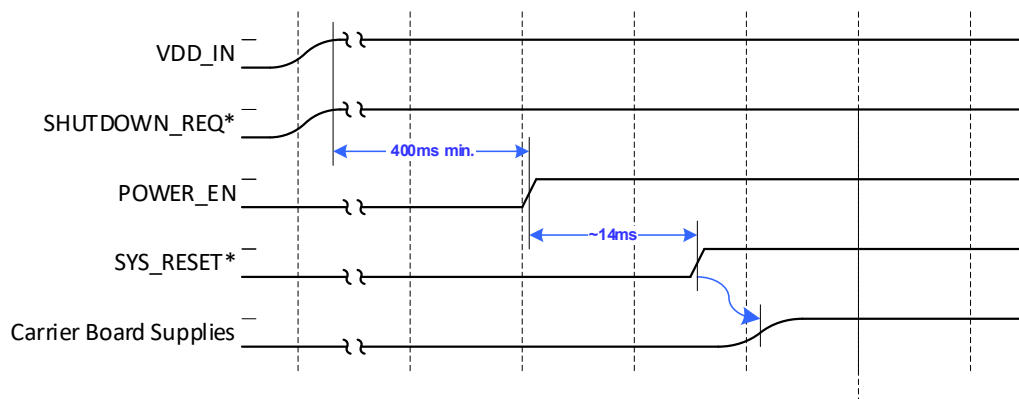 VDD_IN
SHUTDOWN_REQ*
400ms min.
POWER_EN
~14ms
SYS_RESET*
Carrier Board Supplies